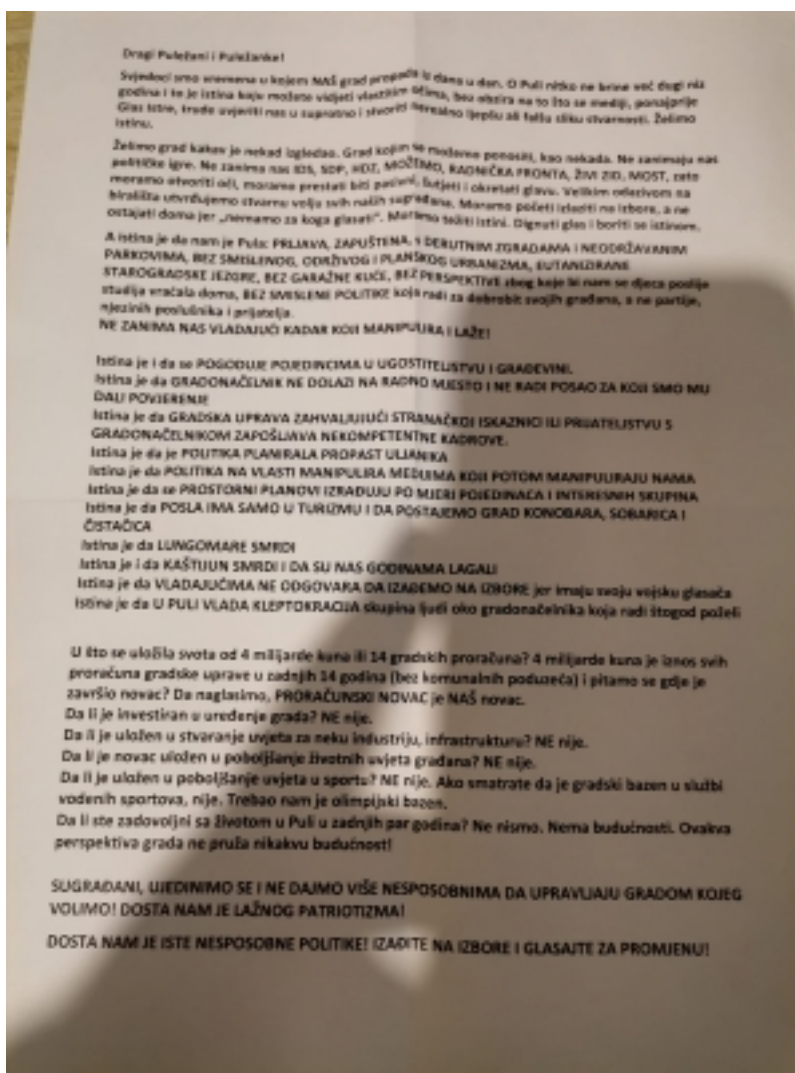 Dragi Puležani i Puležanke!
Svjedoci smo vremena u kojem NAŠ grad propada iz dana u dan. O Puli nitko ne brine već dugi niz
godina i to je istina koju možete vidjeti vlastitim očima, bez obzira na to što se mediji, ponajprije
Glas Istre, trude uvjeriti nas u suprotno i stvoriti nerealno ljepšu ali lažnu sliku stvarnosti. Želimo
istinu.
Želimo grad kakav je nekad izgledao. Grad kojim se možemo ponositi, kao nekada. Ne zanimaju nas
političke igre. Ne zanima nas IDS, SDP, HDZ, MOŽEMO, RADNIČKA FRONTA, ŽIVI ZID, MOST, zato
moramo otvoriti oči, moramo prestati biti pasivni, šutjeti i okretati glavu. Velikim odazivom na
birališta utvrđujemo stvarnu volju svih naših sugrađana. Moramo početi izlaziti na izbore, a ne
ostajati doma jer „nemamo za koga glasati“. Moramo težiti istini. Dignuti glas i boriti se istinom.
A istina je da nam je Pula: PRLJAVA, ZAPUŠTENA, S DERUTNIM ZGRADAMA I NEODRŽAVANIM
PARKOVIMA, BEZ SMISLENOG, ODRŽIVOG I PLANSKOG URBANIZMA, EUTANIZIRANE
STAROGRADSKE JEZGRE, BEZ GARAŽNE KUĆE, BEZ PERSPEKTIVE zbog koje bi nam se djeca poslije
studija vraćala doma, BEZ SMISLENE POLITIKE koja radi za dobrobit svojih građana, a ne partije,
njezinih poslušnika i prijatelja.
NE ZANIMA NAS VLADAJUĆI KADAR KOJI MANIPULIRA I LAŽE!
Istina je i da se POGODUJE POJEDINCIMA U UGOSTITELJSTVU I GRAĐEVINI.
Istina je da GRADONAČELNIK NE DOLAZI NA RADNO MJESTO I NE RADI POSAO ZA KOJI SMO MU
DALI POVJERENJE
Istina je da GRADSKA UPRAVA ZAHVALJUJUĆI STRANAČKOJ ISKAZNICI ILI PRIJATELJSTVU S
GRADONAČELNIKOM ZAPOŠLJAVA NEKOMPETENTNE KADROVE.
Istina je da je POLITIKA PLANIRALA PROPAST ULJANIKA
Istina je da POLITIKA NA VLASTI MANIPULIRA MEDIJIMA KOJI POTOM MANIPULIRAJU NAMA
Istina je da se PROSTORNI PLANOVI IZRAĐUJU PO MJERI POJEDINACA I INTERESNIH SKUPINA
Istina je da POSLA IMA SAMO U TURIZMU I DA POSTAJEMO GRAD KONOBARA, SOBARICA I
ČISTAČICA
Istina je da LUNGOMARE SMRDI
Istina je i da KAŠTIJUN SMRDI I DA SU NAS GODINAMA LAGALI
Istina je da VLADAJUĆIMA NE ODGOVARA DA IZAĐEMO NA IZBORE jer imaju svoju vojsku glasača
Istina je da U PULI VLADA KLEPTOKRACIJA skupina ljudi oko gradonačelnika koja radi štogod poželi
U što se uložila svota od 4 milijarde kuna ili 14 gradskih proračuna? 4 milijarde kuna je iznos svih
proračuna gradske uprave u zadnjih 14 godina (bez komunalnih poduzeća) i pitamo se gdje je
završio novac? Da naglasimo, PRORAČUNSKI NOVAC je NAŠ novac.
Da li je investiran u uređenje grada? NE nije.
Da li je uložen u stvaranje uvjeta za neku industriju, infrastrukturu? NE nije.
Da li je novac uložen u poboljšanje životnih uvjeta građana? NE nije.
Da li je uložen u poboljšanje uvjeta u sportu? NE nije. Ako smatrate da je gradski bazen u službi
vodenih sportova, nije. Trebao nam je olimpijski bazen.
Da li ste zadovoljni sa životom u Puli u zadnjih par godina? Ne nismo. Nema budućnosti. Ovakva
perspektiva grada ne pruža nikakvu budućnost!
SUGRAĐANI, UJEDINIMO SE I NE DAJMO VIŠE NESPOSOBNIMA DA UPRAVLJAJU GRADOM KOJEG
VOLIMO! DOSTA NAM JE LAŽNOG PATRIOTIZMA!
DOSTA NAM JE ISTE NESPOSOBNE POLITIKE! IZAĐITE NA IZBORE I GLASAJTE ZA PROMJENU!